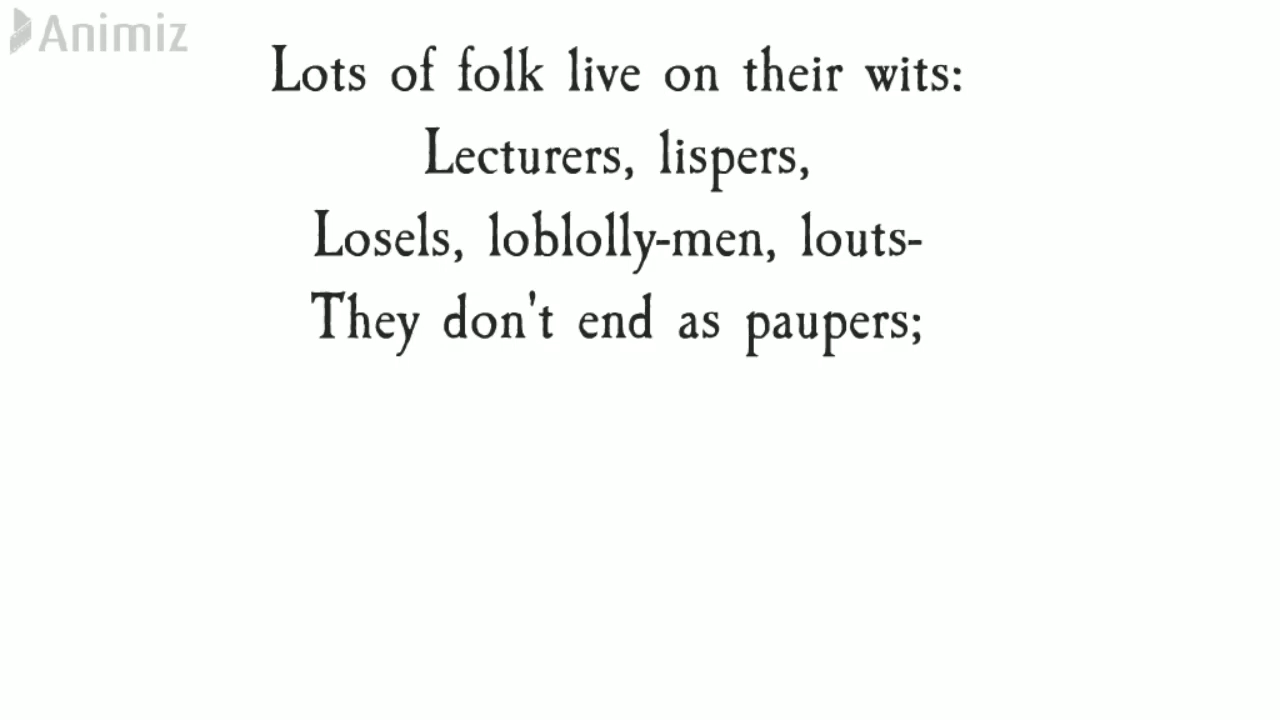 Animiz
Lots of folk live on their wits:
Lecturers, lispers,
Losels, loblolly-men, louts-
They don't end as paupers;